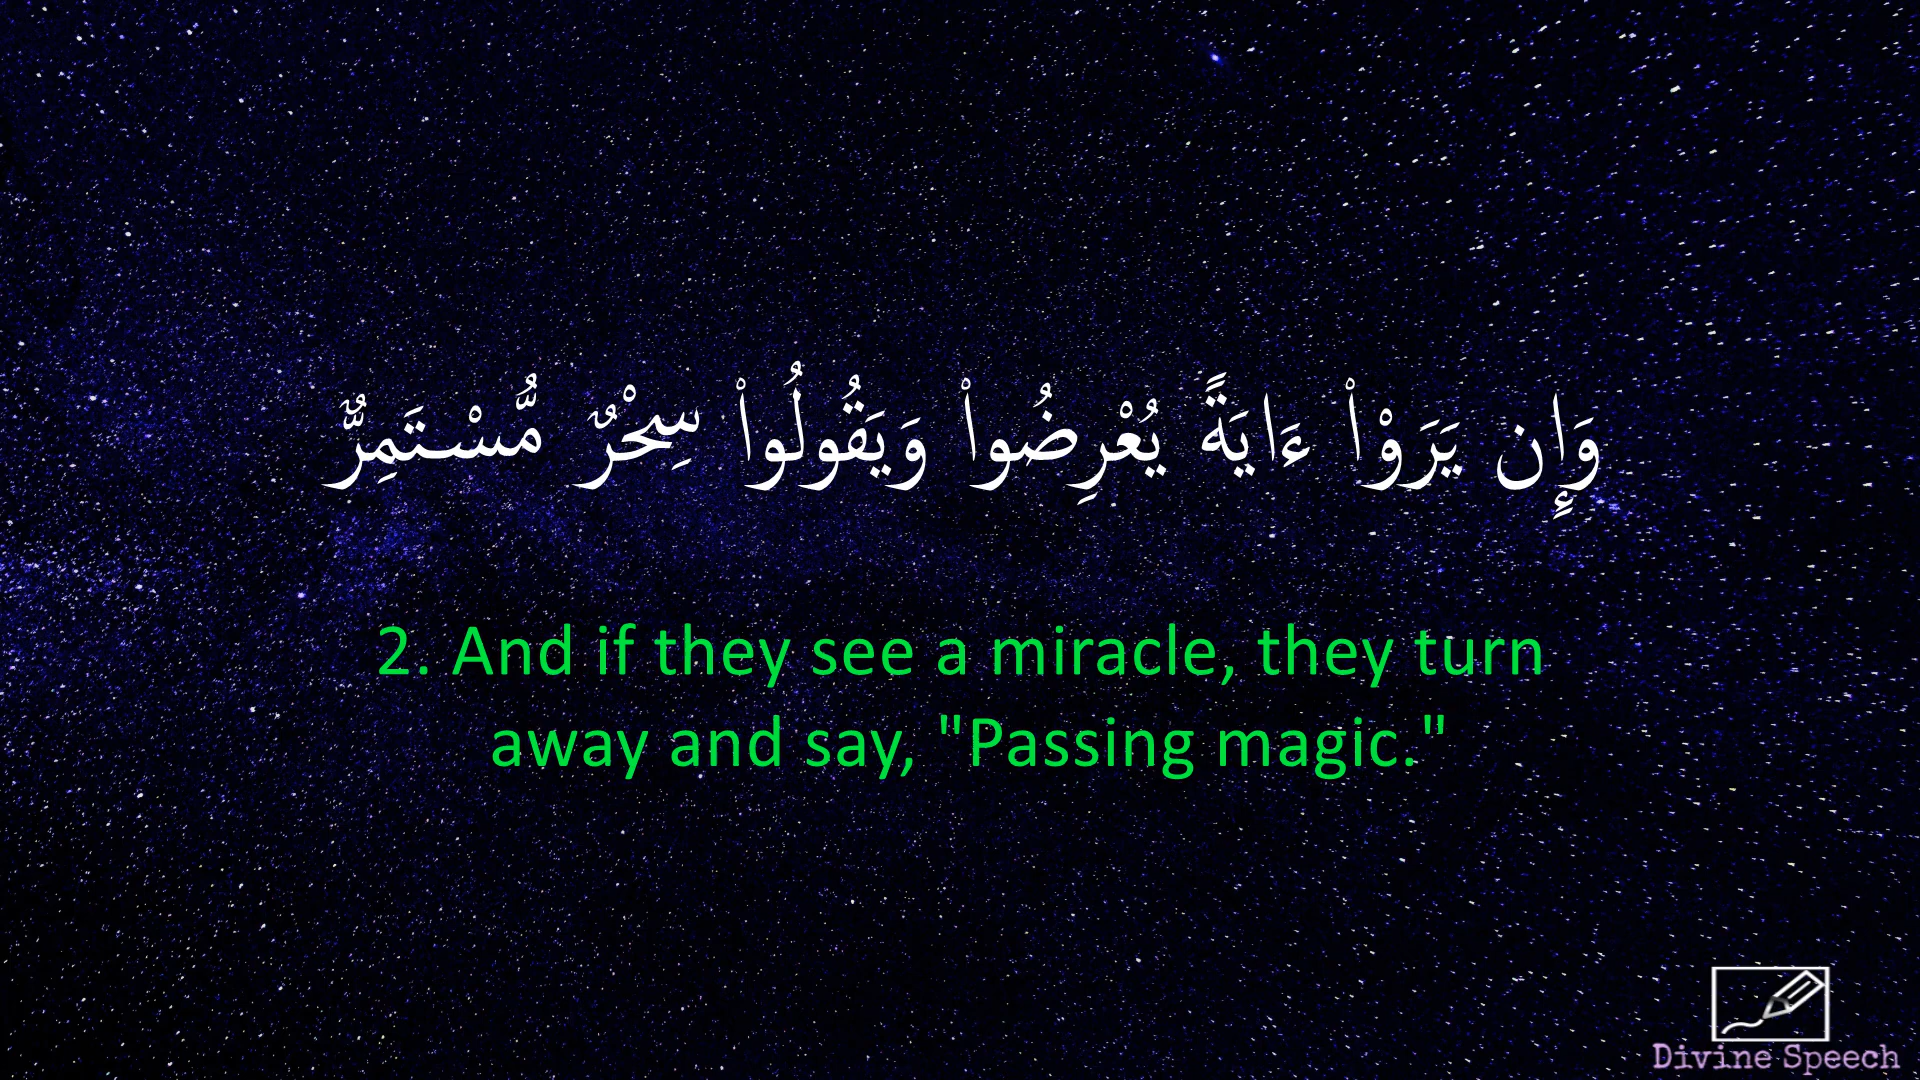 وَإِن يَرَوْا۟ ءَايَةً يُعْرِضُوا۟ وَيَقُولُوا۟ سِحْرٌ مُّسْتَمِرٌّ
2. And if they see a miracle, they turn
away and say, "Passing magic."
Divine Speech